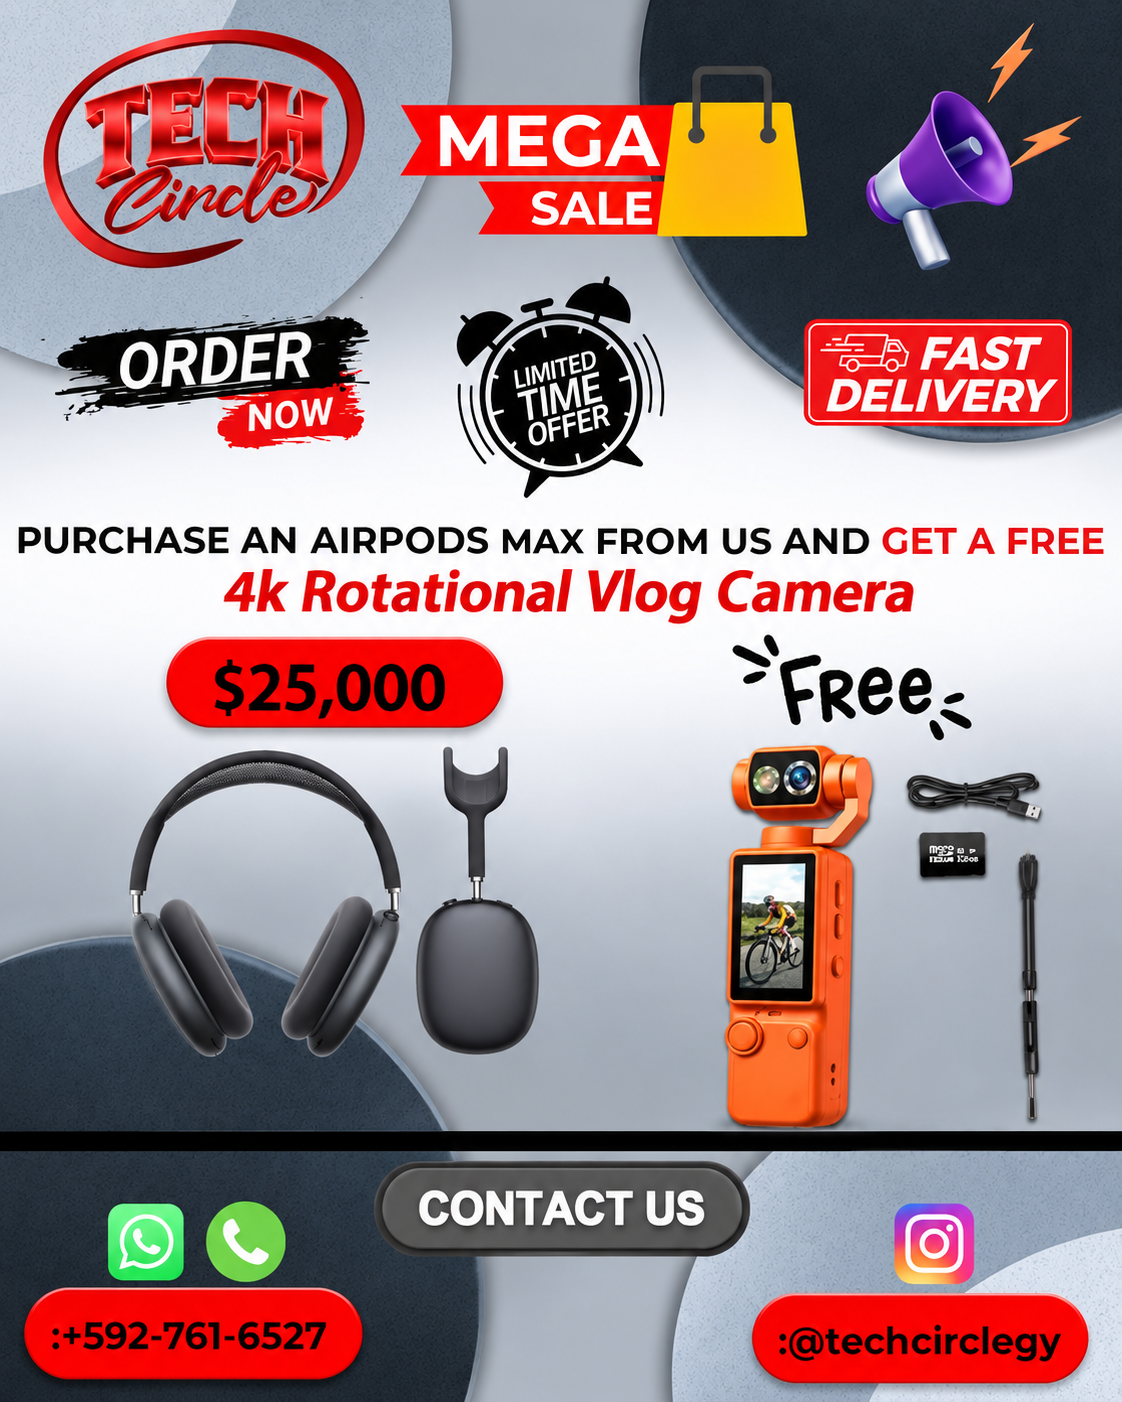 TECH
Circle
MEGA
SALE
ORDER
NOW
LIMITED
TIME
OFFER
FAST
DELIVERY
PURCHASE AN AIRPODS MAX FROM US AND GET A FREE
4k Rotational Vlog Camera
$25,000
FREE
CONTACT US
:+592-761-6527
:@techcirclegy